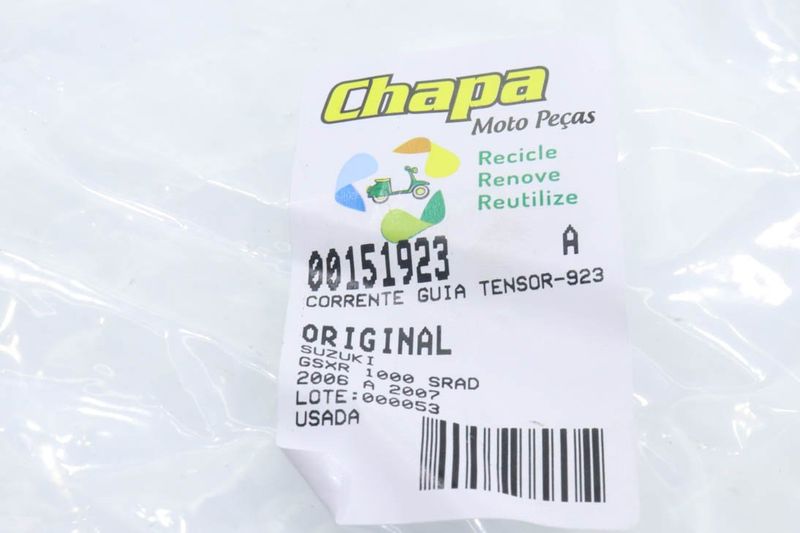 Chapa
Moto Peças
Recicle
Renove
Reutilize
00151923 A
CORRENTE GUIA TENSOR-923
ORIGINAL
SUZUKI
GSXR 1000 SRAD
2006 A 2007
LOTE:000053
USADA